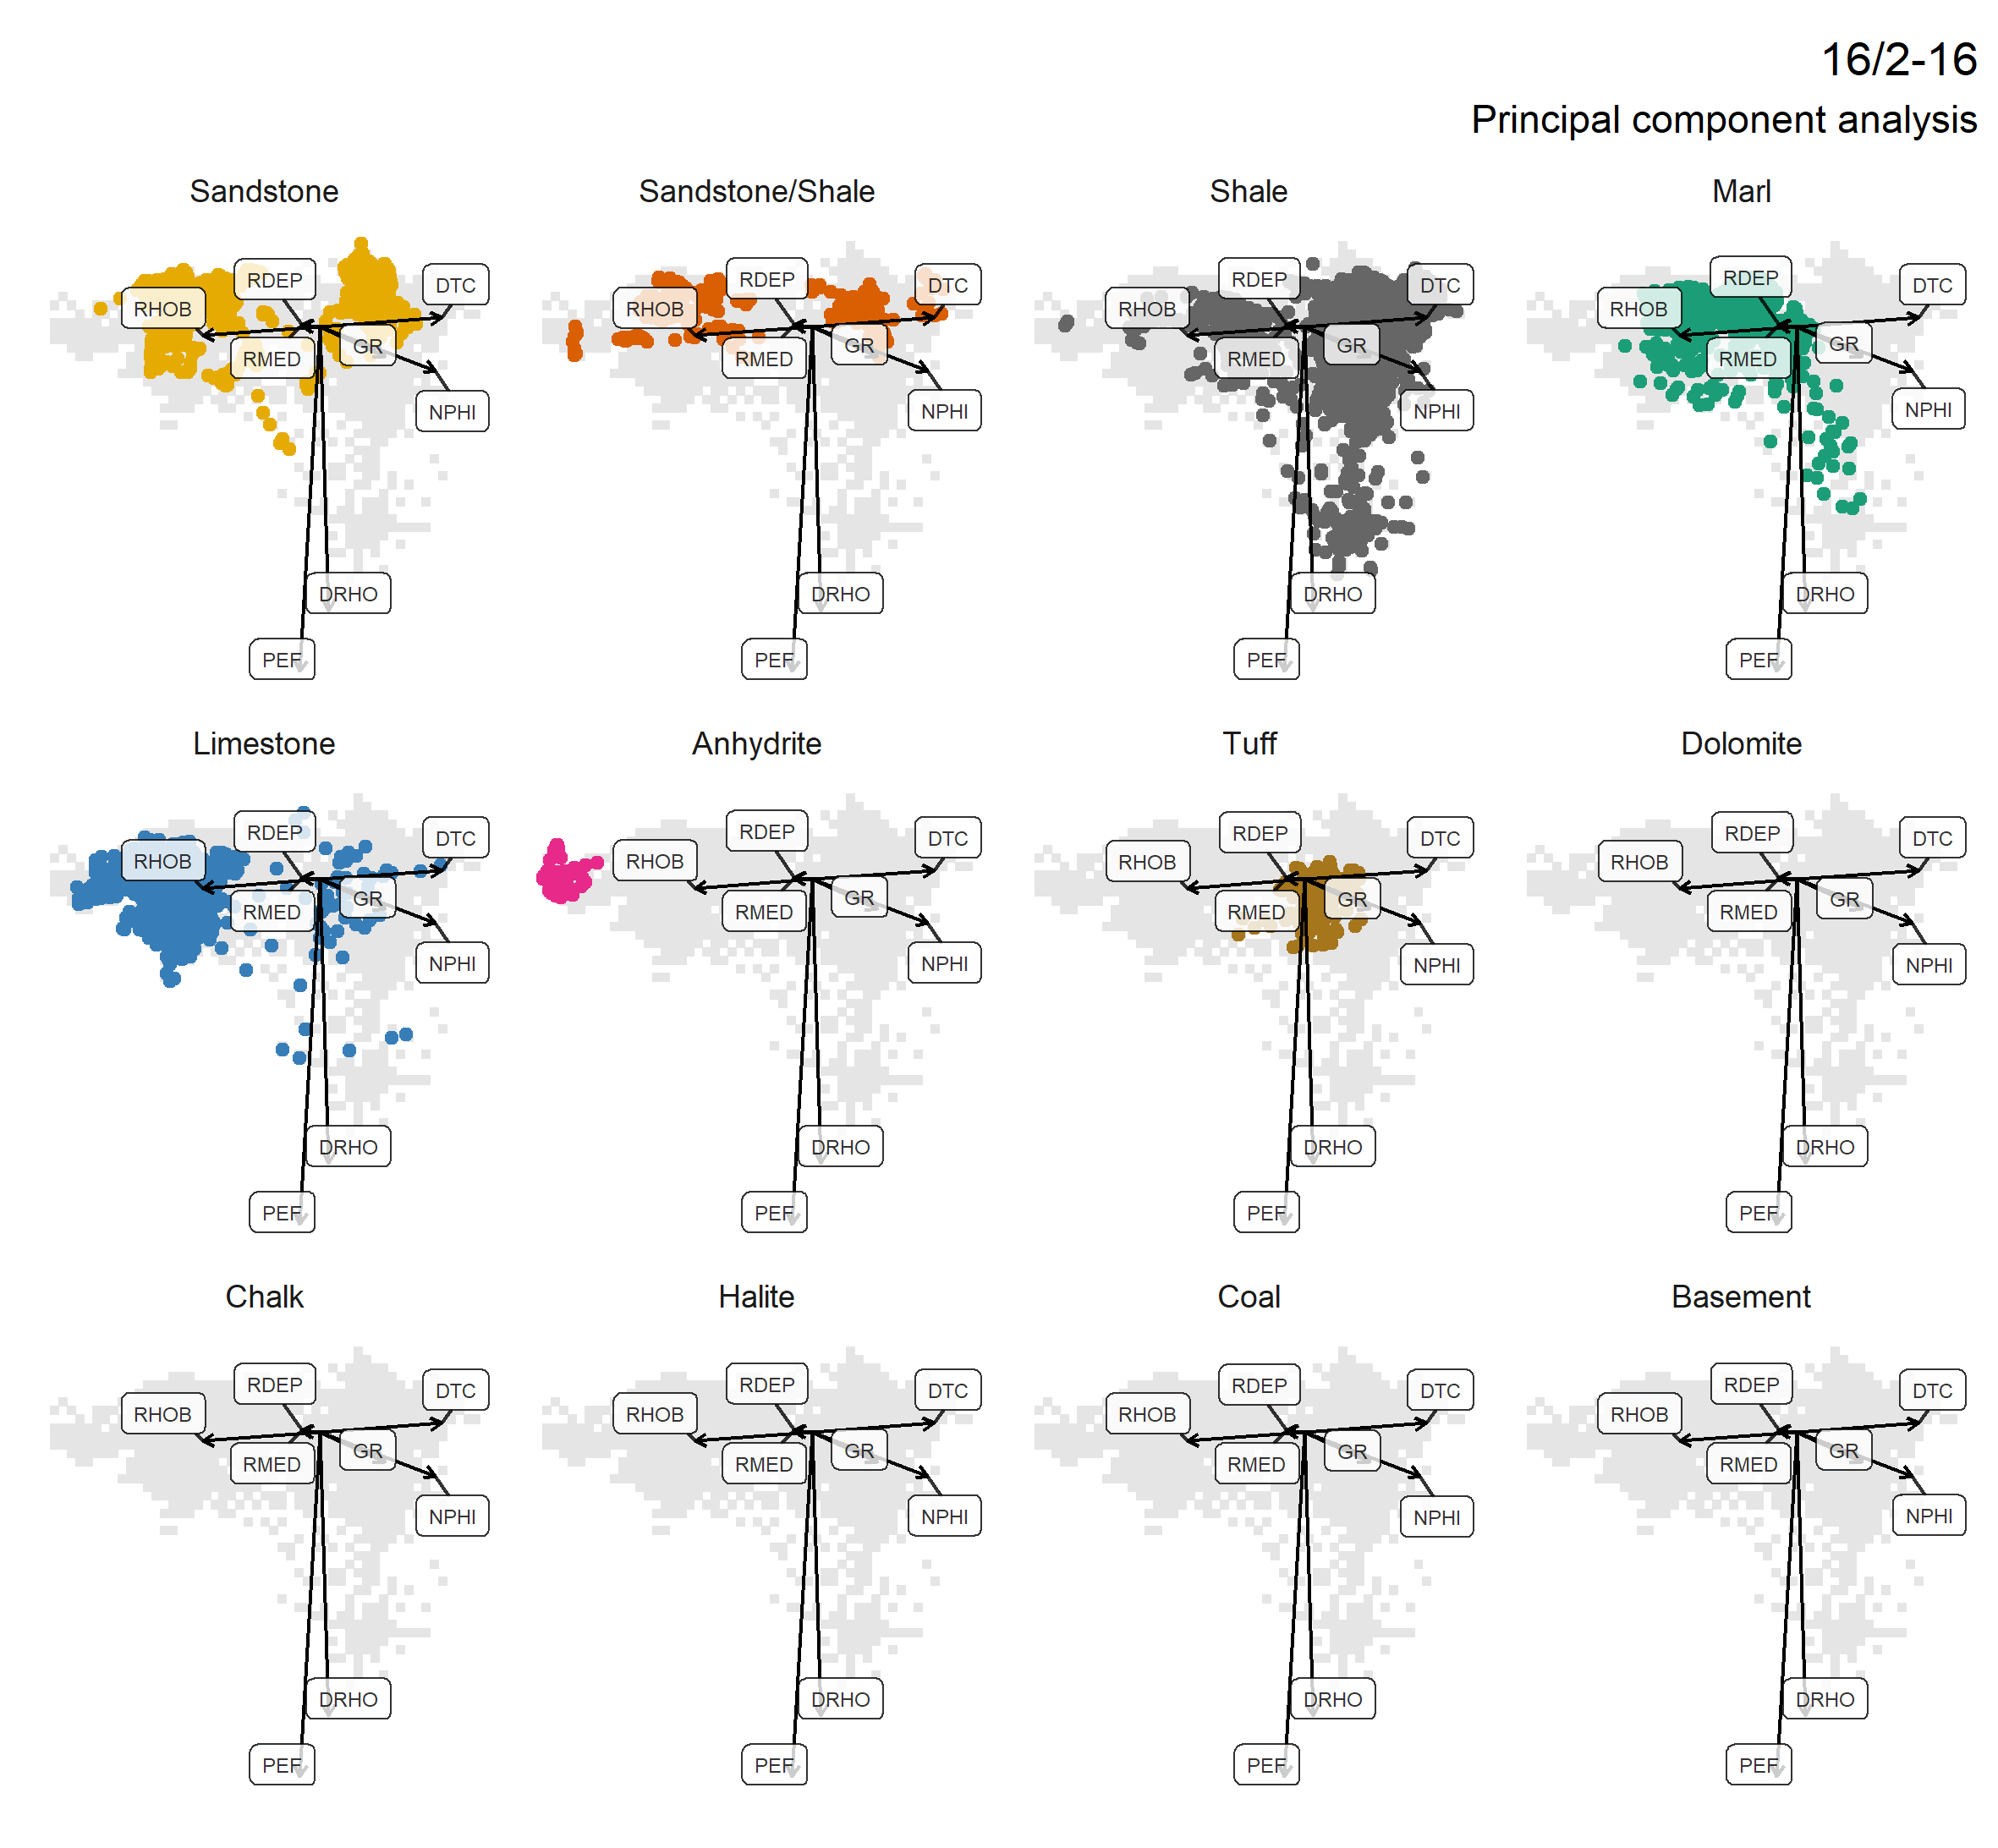 16/2-16
Principal component analysis
Sandstone
RDEP
DTC
RHOB
GR
RMED
NPHI
DRHO
PEF
Sandstone/Shale
RDEP
DTC
RHOB
GR
RMED
NPHI
DRHO
PEF
Shale
RDEP
DTC
RHOB
GR
RMED
NPHI
DRHO
PEF
Marl
RDEP
DTC
RHOB
GR
RMED
NPHI
DRHO
PEF
Limestone
RDEP
DTC
RHOB
GR
RMED
NPHI
DRHO
PEF
Anhydrite
RDEP
DTC
RHOB
GR
RMED
NPHI
DRHO
PEF
Tuff
RDEP
DTC
RHOB
GR
RMED
NPHI
DRHO
PEF
Dolomite
RDEP
DTC
RHOB
GR
RMED
NPHI
DRHO
PEF
Chalk
RDEP
DTC
RHOB
GR
RMED
NPHI
DRHO
PEF
Halite
RDEP
DTC
RHOB
GR
RMED
NPHI
DRHO
PEF
Coal
RDEP
DTC
RHOB
GR
RMED
NPHI
DRHO
PEF
Basement
RDEP
DTC
RHOB
GR
RMED
NPHI
DRHO
PEF